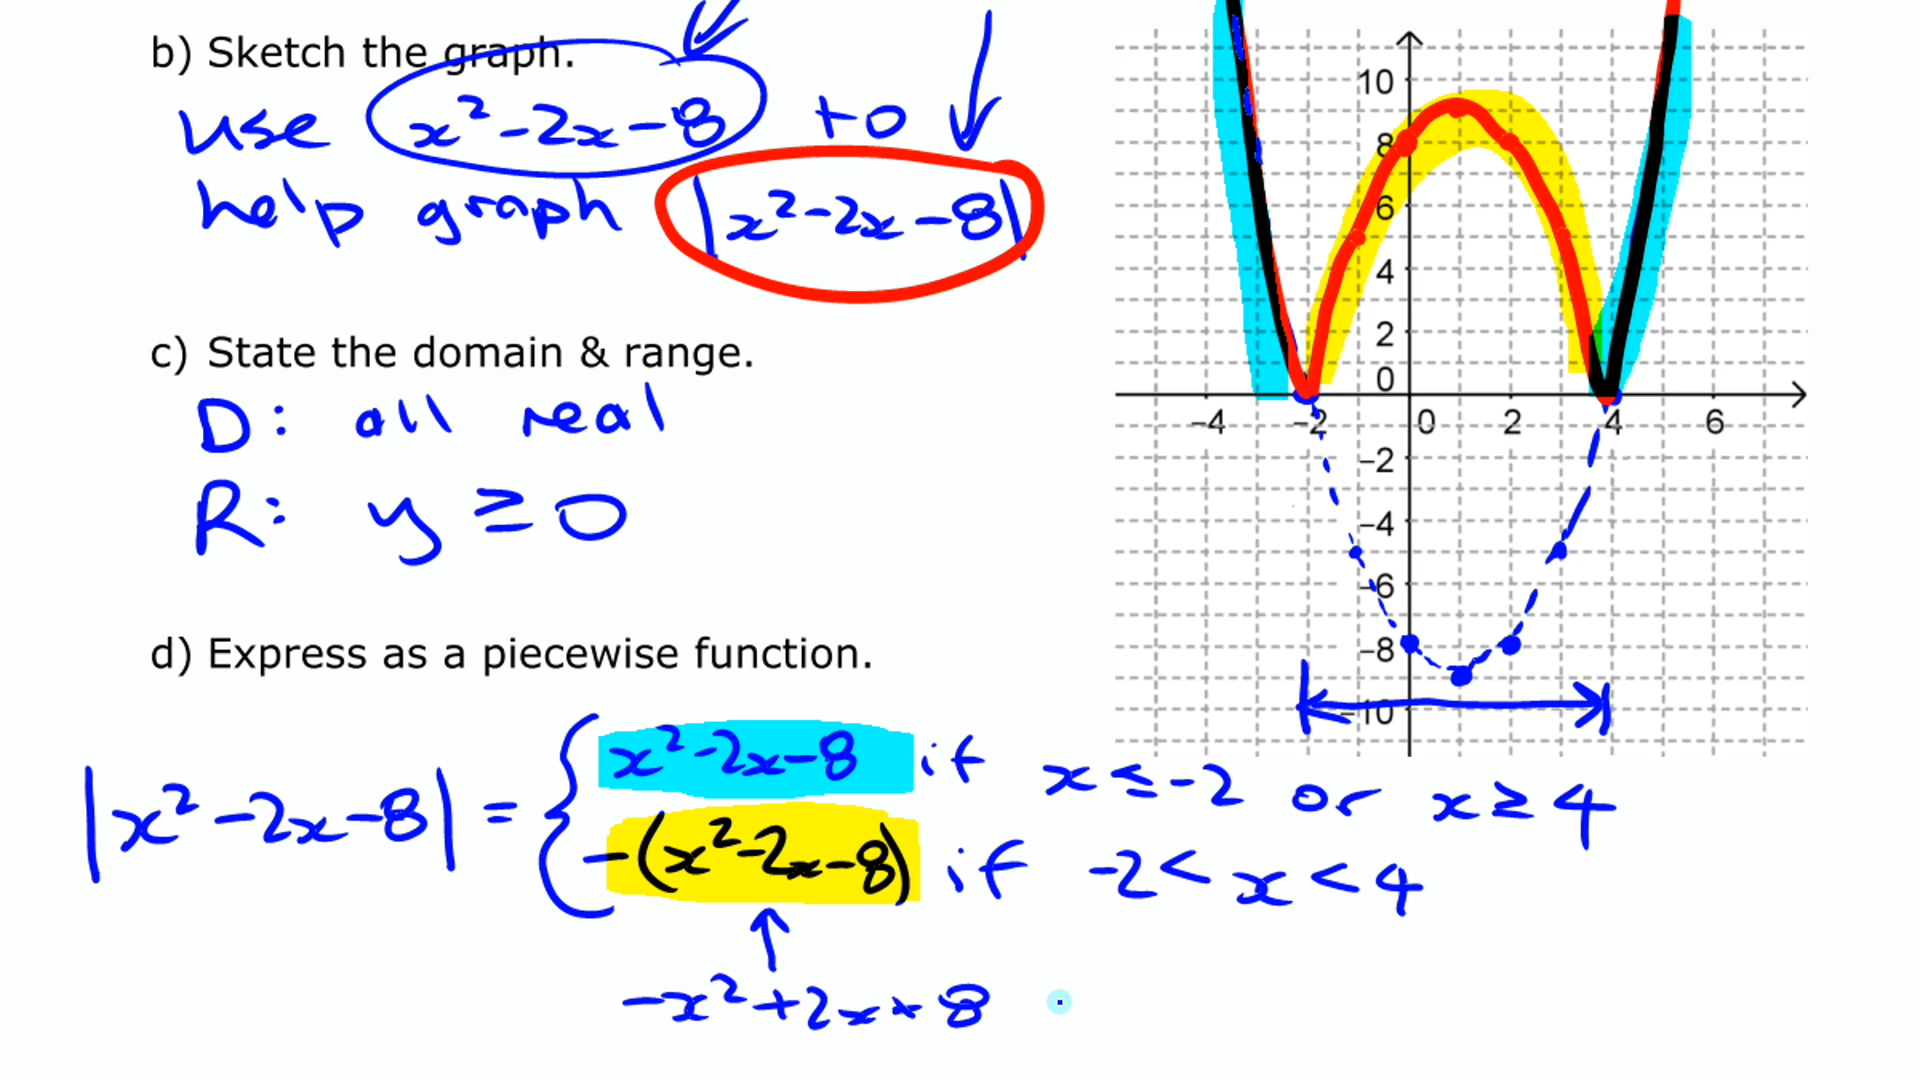 b) Sketch the graph.
use x²-2x-8 to
help graph |x²-2x-8|
c) State the domain & range.
D: all real
R: y ≥ 0
d) Express as a piecewise function.
|x²-2x-8| = { x²-2x-8 if x ≤ -2 or x ≥ 4
-(x²-2x-8) if -2 < x < 4
-x²+2x+8
10
8
6
4
2
0
-4 -2 0 2 4 6
-2
-4
-6
-8
-10